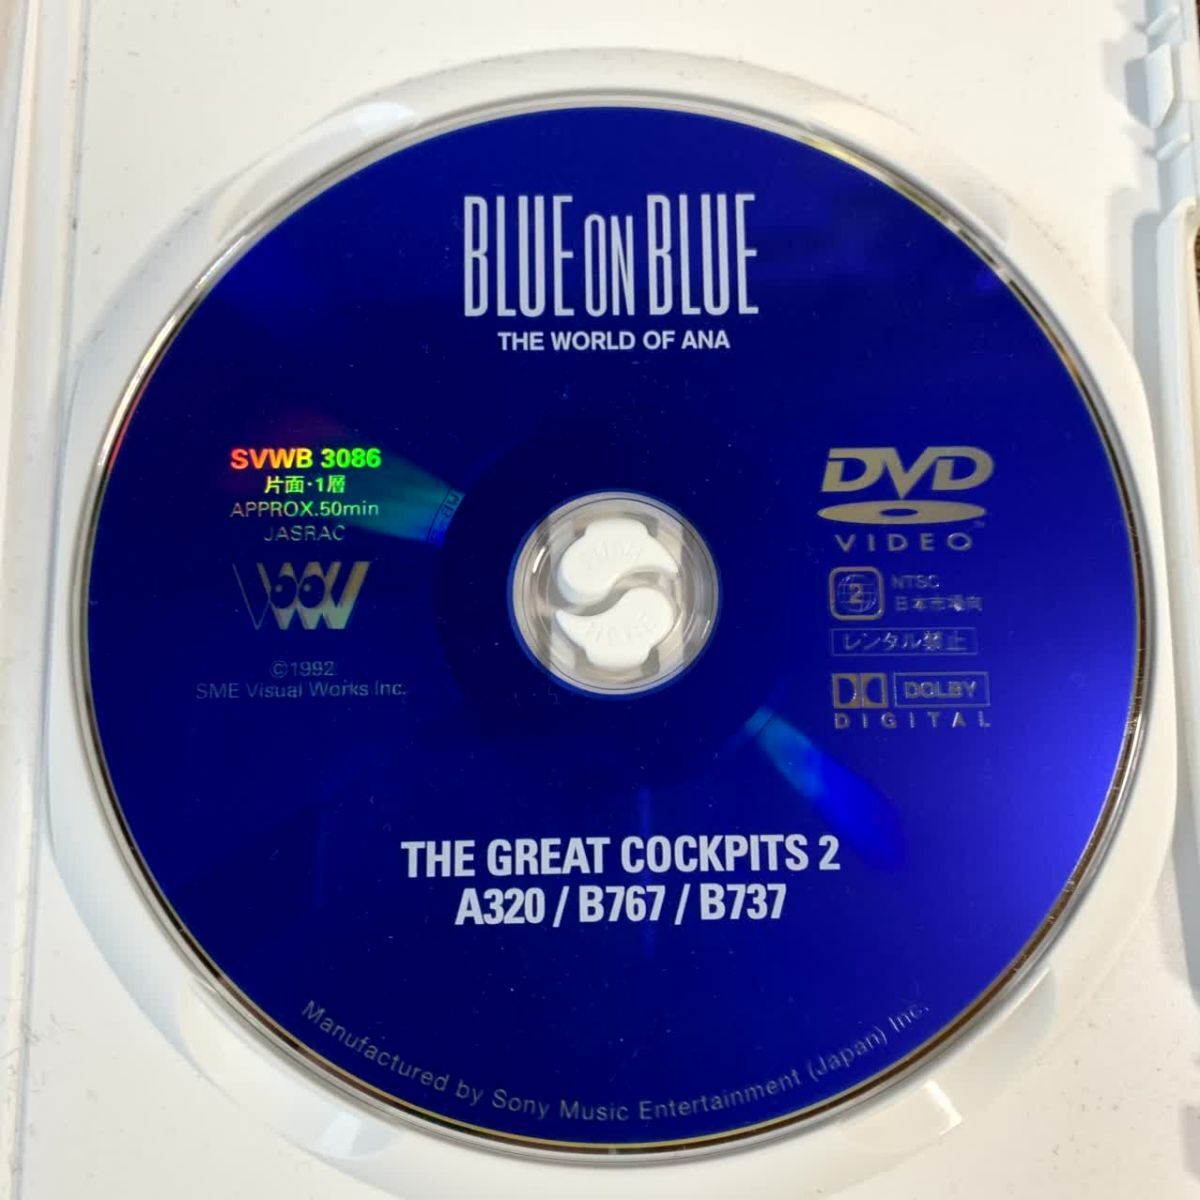 BLUE ON BLUE
THE WORLD OF ANA
SVWB 3086
片面・1層
APPROX.50min
JASRAC
©1992
SME Visual Works Inc.
DVD
VIDEO
2
NTSC
日本市場向
レンタル禁止
DOLBY
DIGITAL
PUSH
HERE
THE GREAT COCKPITS 2
A320 / B767 / B737
Manufactured by Sony Music Entertainment (Japan) Inc.